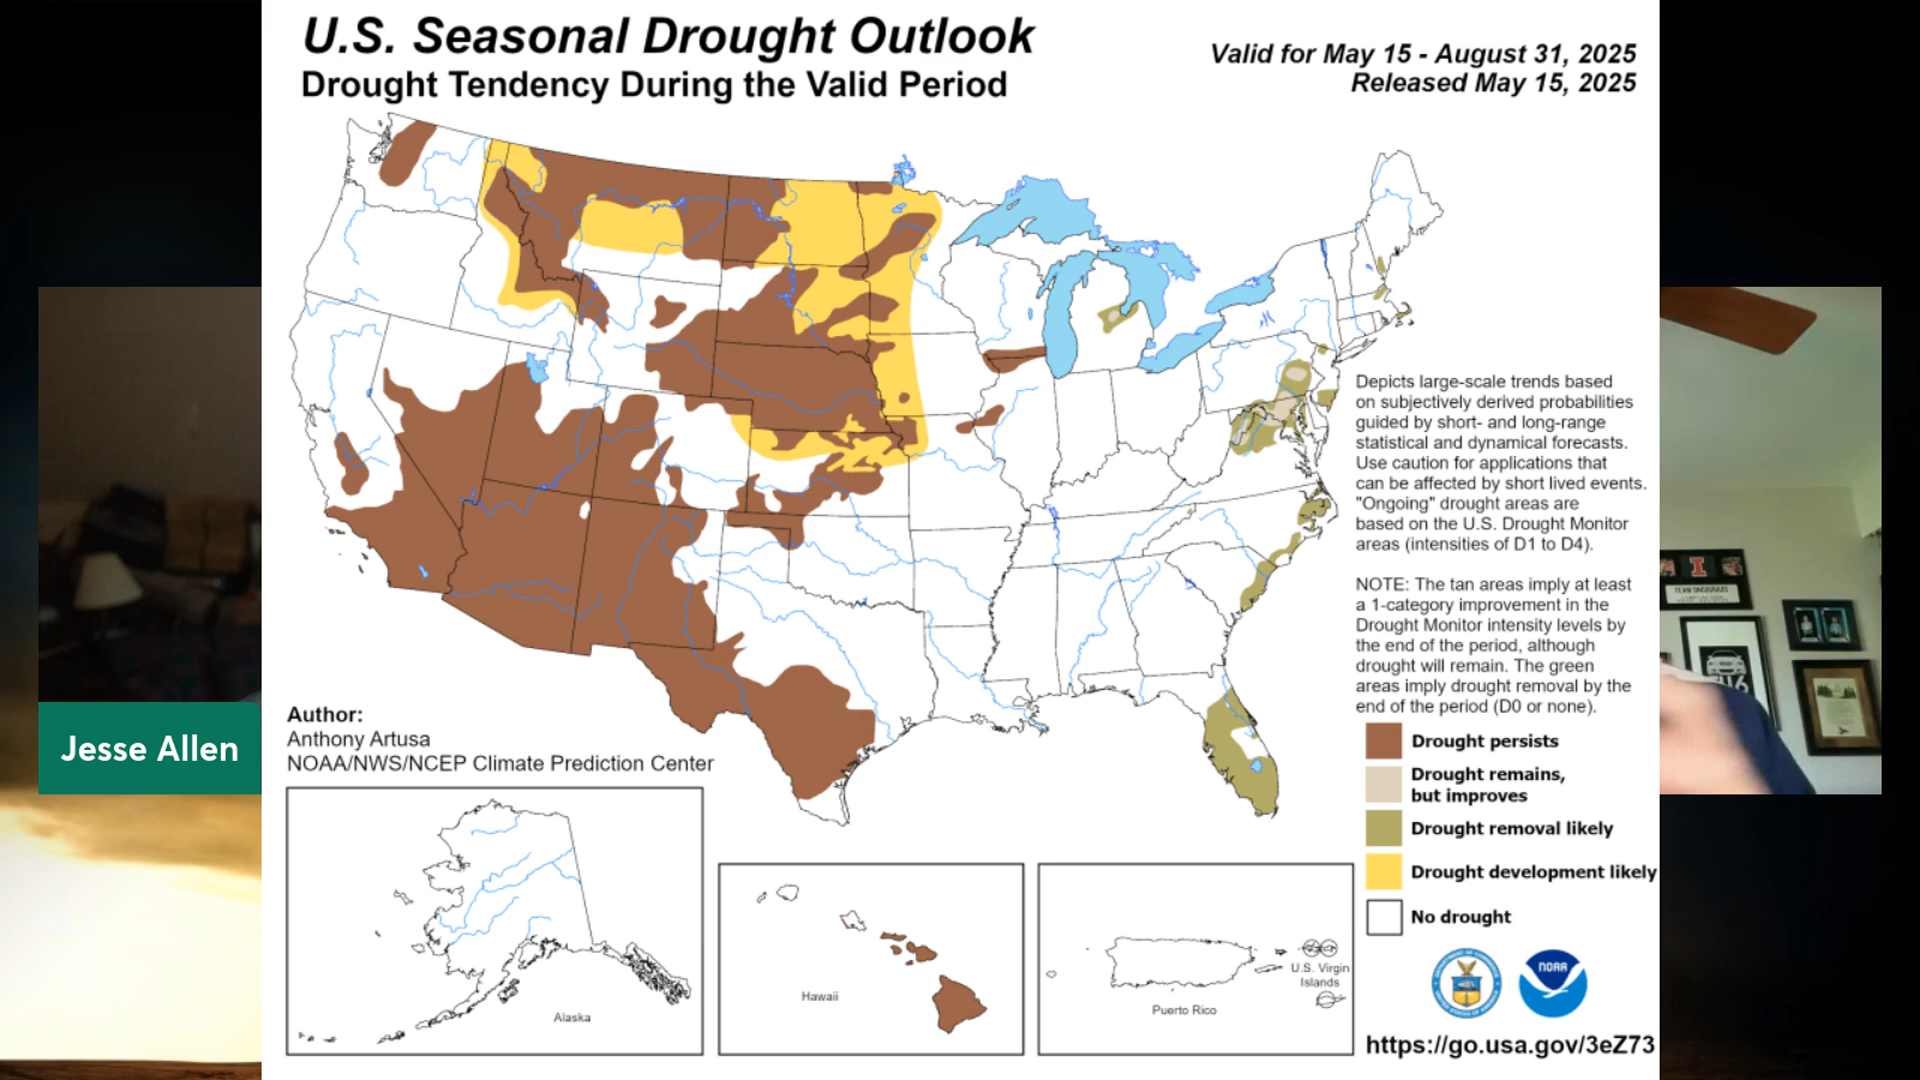 U.S. Seasonal Drought Outlook
Drought Tendency During the Valid Period
Valid for May 15 - August 31, 2025
Released May 15, 2025
Depicts large-scale trends based
on subjectively derived probabilities
guided by short- and long-range
statistical and dynamical forecasts.
Use caution for applications that
can be affected by short lived events.
"Ongoing" drought areas are
based on the U.S. Drought Monitor
areas (intensities of D1 to D4).
NOTE: The tan areas imply at least
a 1-category improvement in the
Drought Monitor intensity levels by
the end of the period, although
drought will remain. The green
areas imply drought removal by the
end of the period (D0 or none).
Author:
Anthony Artusa
NOAA/NWS/NCEP Climate Prediction Center
Jesse Allen
Drought persists
Drought remains,
but improves
Drought removal likely
Drought development likely
No drought
Alaska
Hawaii
Puerto Rico
U.S. Virgin
Islands
NOAA
https://go.usa.gov/3eZ73
I